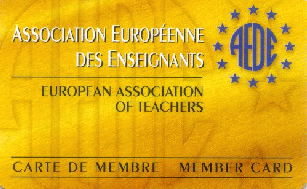 ASSOCIATION EUROPÉENNE
DES ENSEIGNANTS
AEDE
EUROPEAN ASSOCIATION
OF TEACHERS
CARTE DE MEMBRE MEMBER CARD